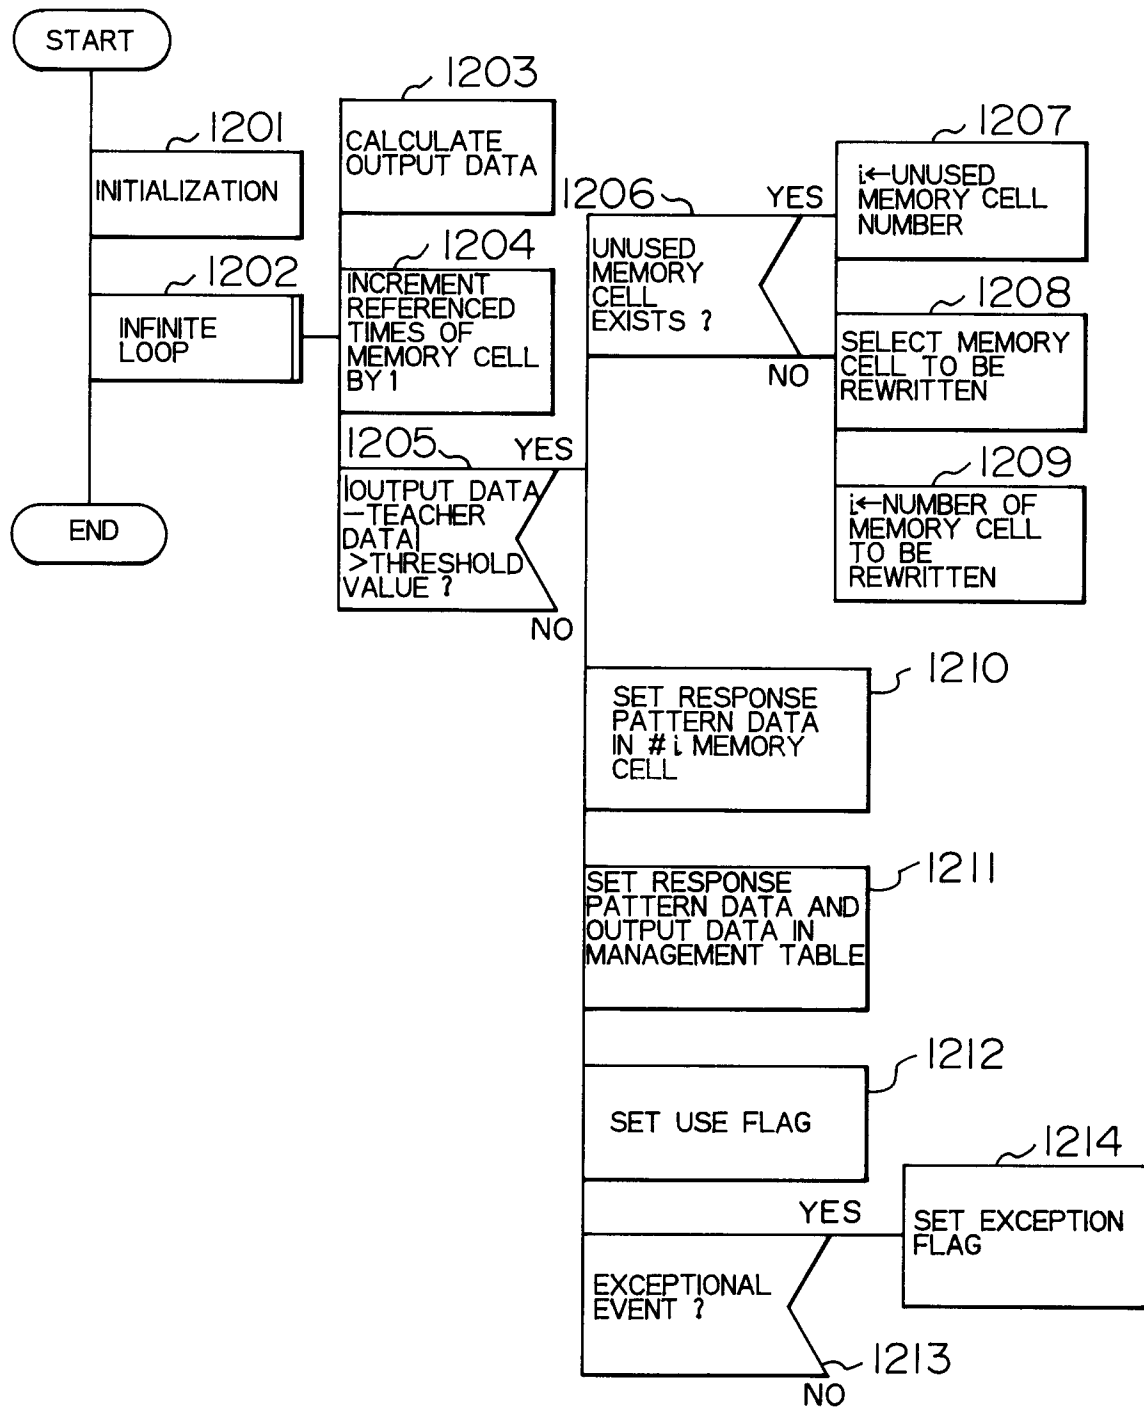 START
1201
INITIALIZATION
1202
INFINITE
LOOP
END
1203
CALCULATE
OUTPUT DATA
1204
INCREMENT
REFERENCED
TIMES OF
MEMORY CELL
BY 1
1205
YES
|OUTPUT DATA
-TEACHER
DATA|
>THRESHOLD
VALUE ?
NO
1206
YES
UNUSED
MEMORY
CELL
EXISTS ?
NO
1207
i←UNUSED
MEMORY CELL
NUMBER
1208
SELECT MEMORY
CELL TO BE
REWRITTEN
1209
i←NUMBER OF
MEMORY CELL
TO BE
REWRITTEN
1210
SET RESPONSE
PATTERN DATA
IN # i MEMORY
CELL
1211
SET RESPONSE
PATTERN DATA AND
OUTPUT DATA IN
MANAGEMENT TABLE
1212
SET USE FLAG
YES
EXCEPTIONAL
EVENT ?
1213
NO
1214
SET EXCEPTION
FLAG